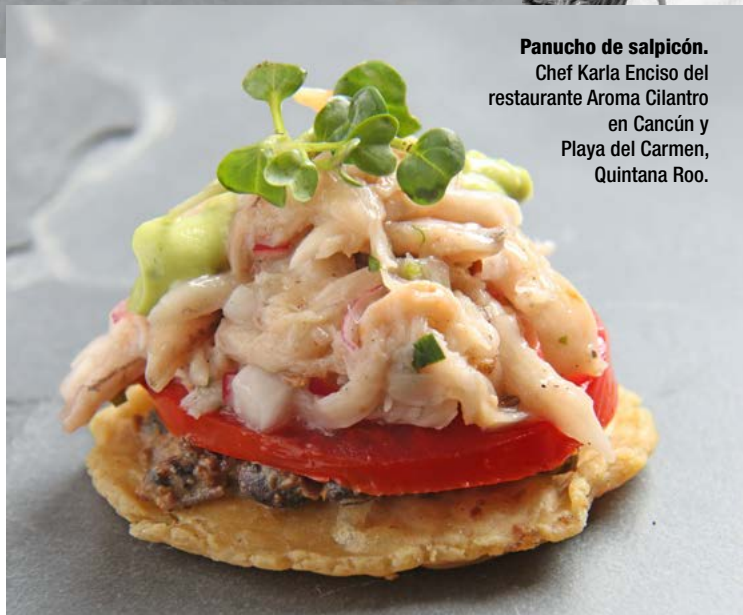 Panucho de salpicón.
Chef Karla Enciso del
restaurante Aroma Cilantro
en Cancún y
Playa del Carmen,
Quintana Roo.